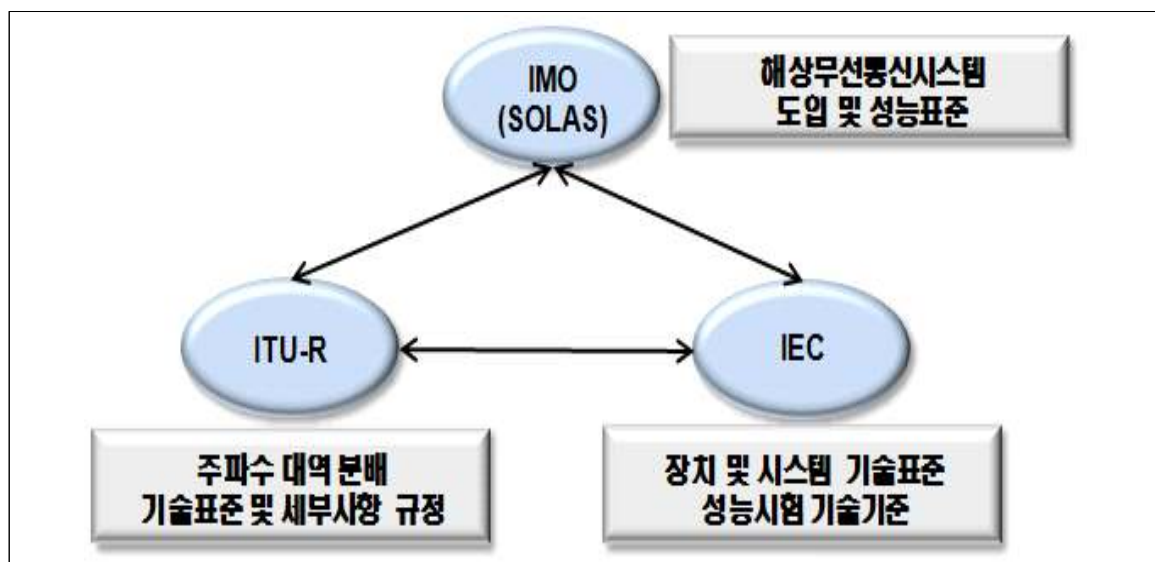 IMO
(SOLAS)
해상무선통신시스템
도입 및 성능표준
ITU-R
IEC
주파수 대역 분배
기술표준 및 세부사항 규정
장치 및 시스템 기술표준
성능시험 기술기준